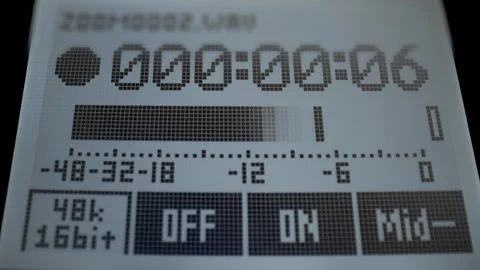 ZOOM0002.WAV
000:00:06
-48-32-18 -12 -6 0
48k
16bit
OFF
ON
Mid-